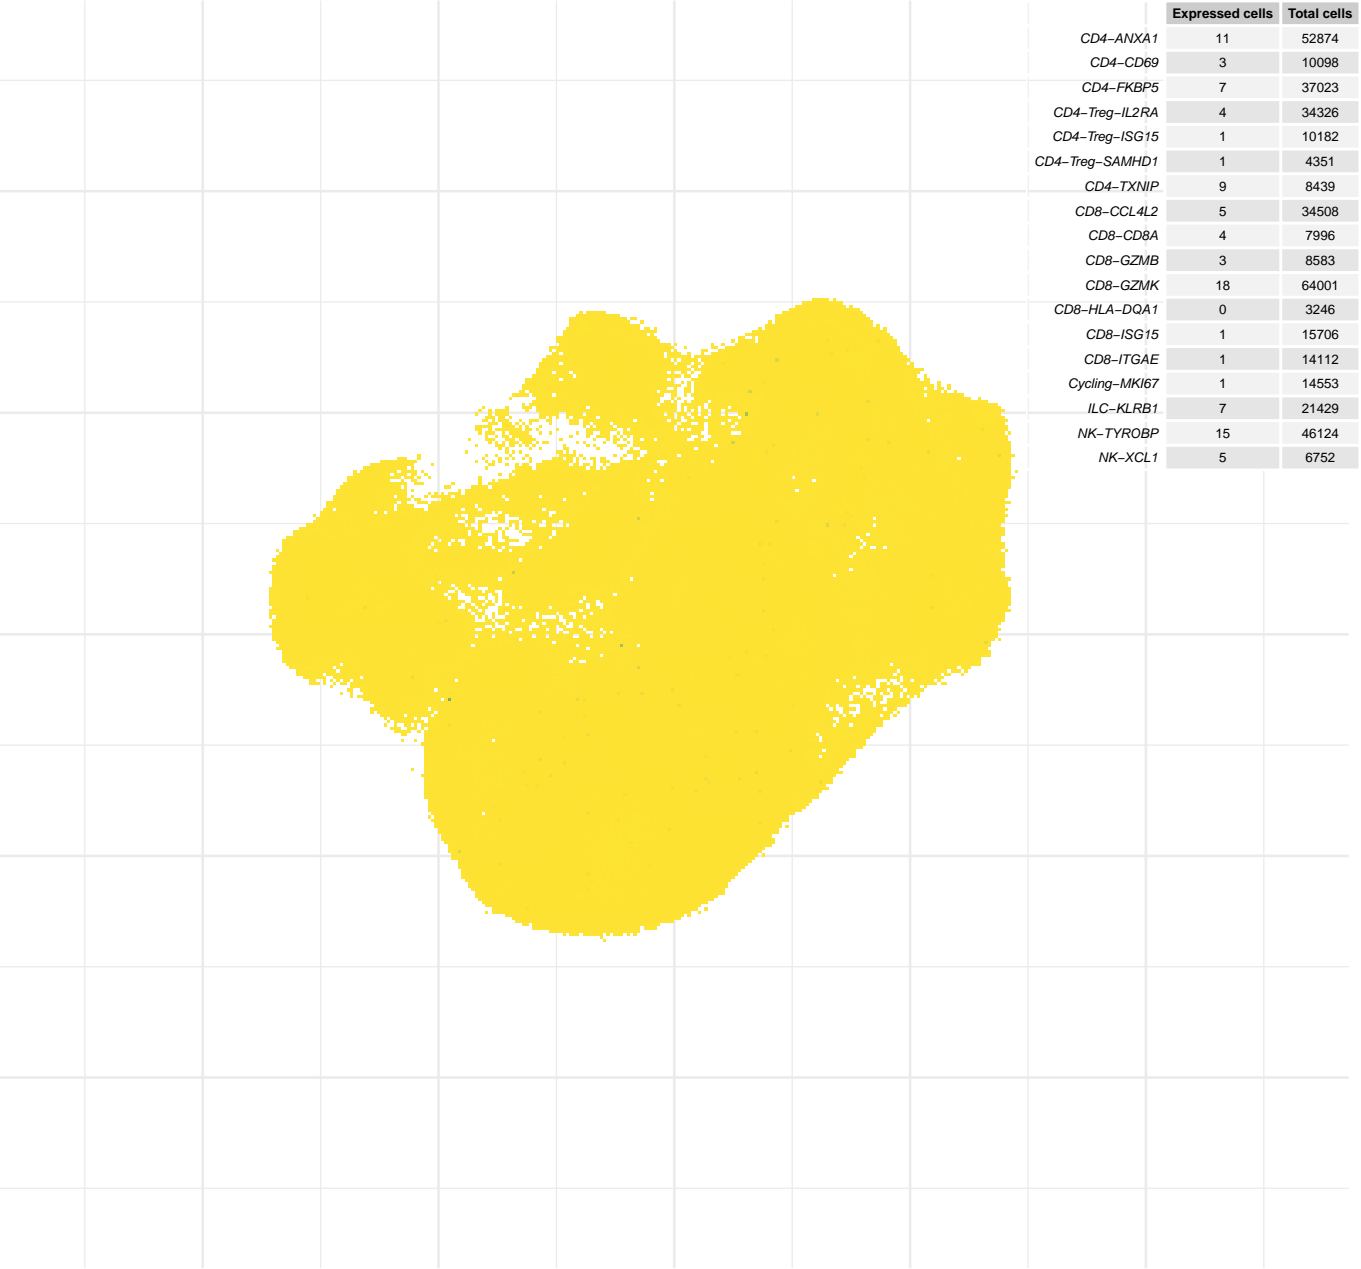 Expressed cells Total cells
CD4−ANXA1 11 52874
CD4−CD69 3 10098
CD4−FKBP5 7 37023
CD4−Treg−IL2RA 4 34326
CD4−Treg−ISG15 1 10182
CD4−Treg−SAMHD1 1 4351
CD4−TXNIP 9 8439
CD8−CCL4L2 5 34508
CD8−CD8A 4 7996
CD8−GZMB 3 8583
CD8−GZMK 18 64001
CD8−HLA−DQA1 0 3246
CD8−ISG15 1 15706
CD8−ITGAE 1 14112
Cycling−MKI67 1 14553
ILC−KLRB1 7 21429
NK−TYROBP 15 46124
NK−XCL1 5 6752